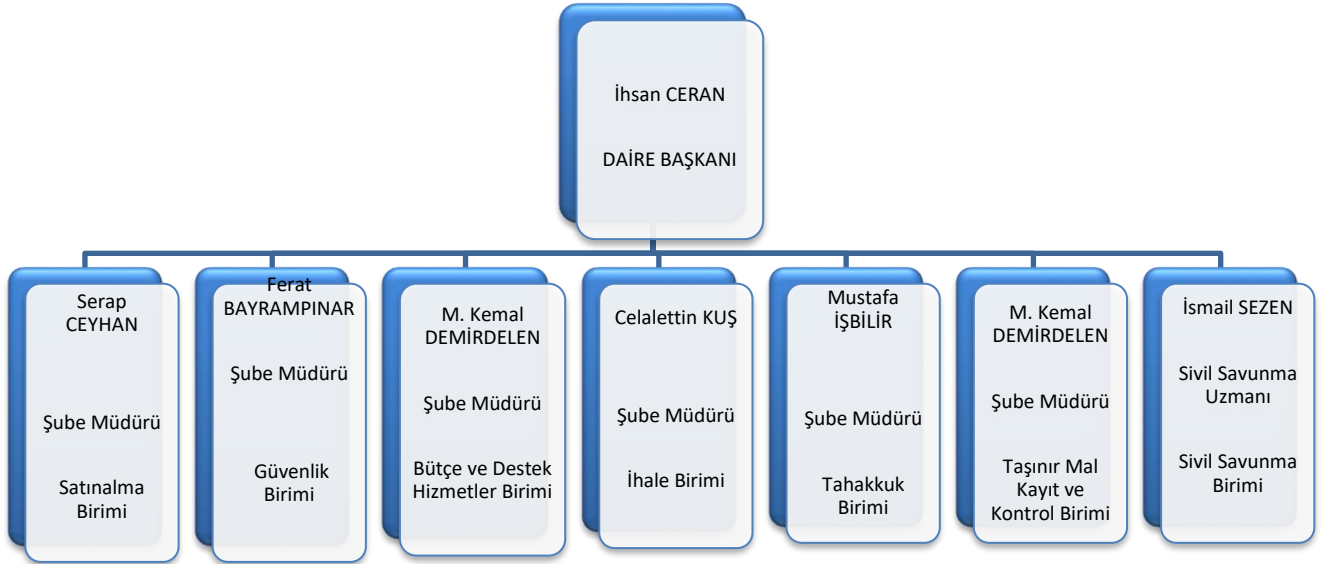 İhsan CERAN
DAİRE BAŞKANI
Serap
CEYHAN
Şube Müdürü
Satınalma
Birimi
Ferat
BAYRAMPINAR
Şube Müdürü
Güvenlik
Birimi
M. Kemal
DEMİRDELEN
Şube Müdürü
Bütçe ve Destek
Hizmetler Birimi
Celalettin KUŞ
Şube Müdürü
İhale Birimi
Mustafa
İŞBİLİR
Şube Müdürü
Tahakkuk
Birimi
M. Kemal
DEMİRDELEN
Şube Müdürü
Taşınır Mal
Kayıt ve
Kontrol Birimi
İsmail SEZEN
Sivil Savunma
Uzmanı
Sivil Savunma
Birimi